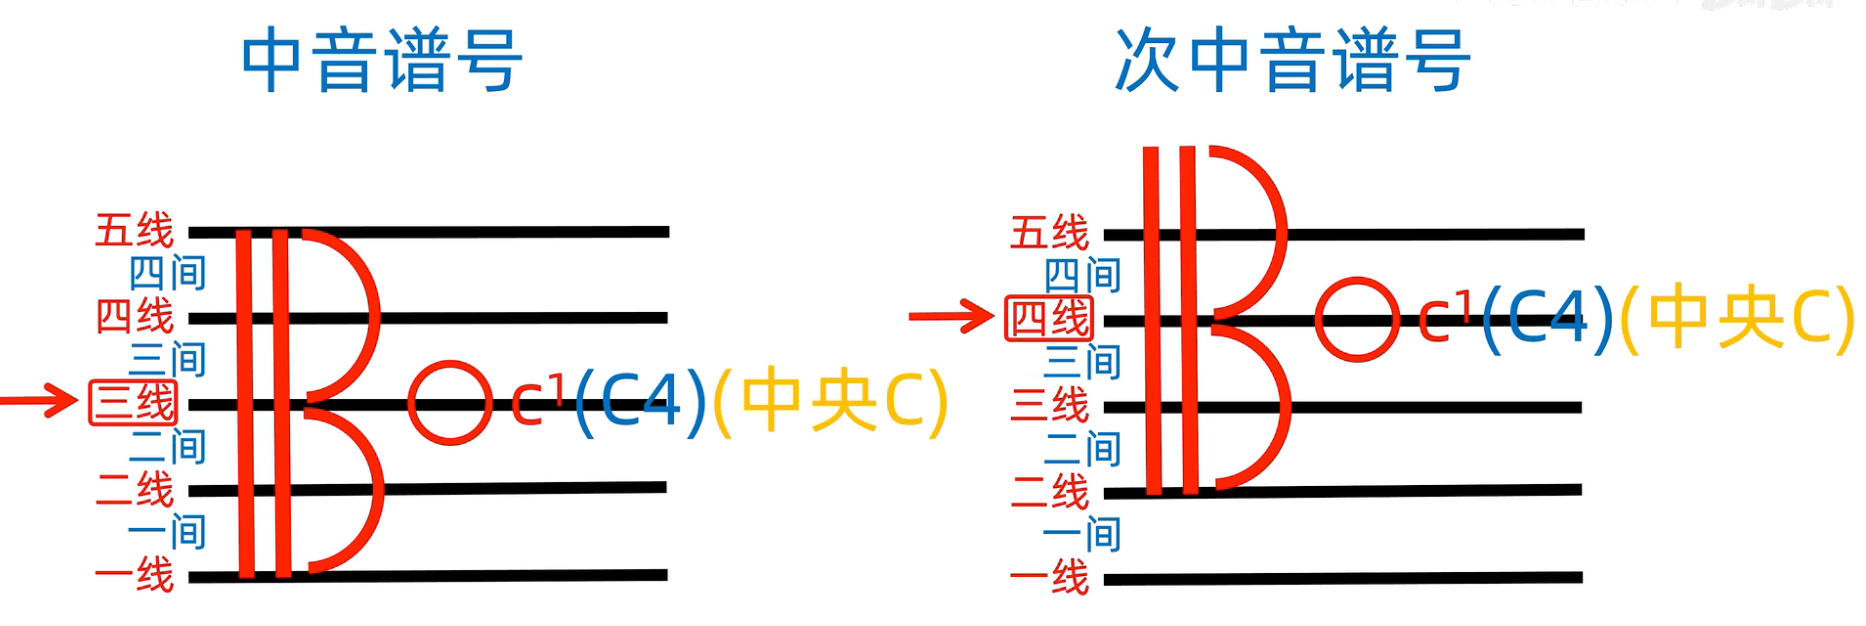 中音谱号
五线
四间
四线
三间
三线 c¹(C4)(中央C)
二间
二线
一间
一线
次中音谱号
五线
四间
四线 c¹(C4)(中央C)
三间
三线
二间
二线
一间
一线